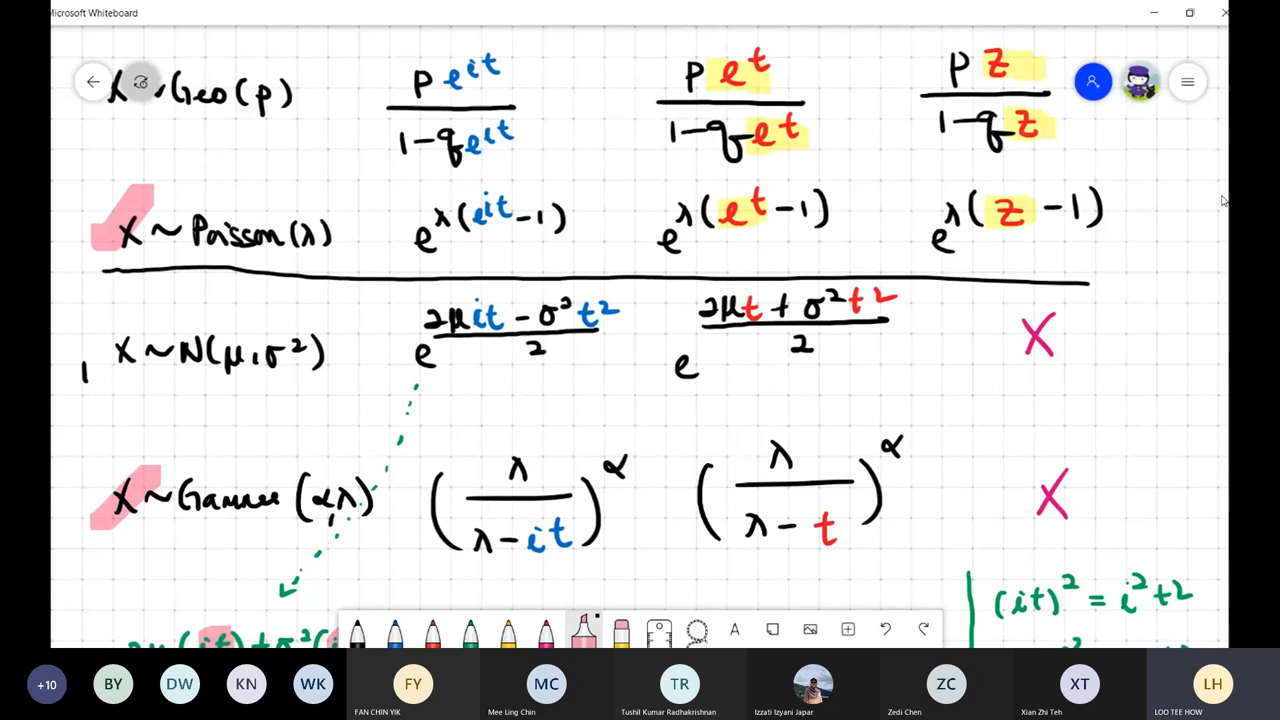 Microsoft Whiteboard
X ~ Geo(p) pe^{it} / (1-qe^{it}) pe^t / (1-qe^t) pz / (1-qz)
X ~ Poisson(λ) e^{λ(e^{it}-1)} e^{λ(e^t-1)} e^{λ(z-1)}
X ~ N(μ, σ²) e^{(2μit - σ²t²)/2} e^{(2μt + σ²t²)/2} X
X ~ Gamma (α, λ) (λ / (λ - it))^α (λ / (λ - t))^α X
(it)² = i²t²
(it) + σ²(i
A
+10 BY DW KN WK FY MC TR ZC XT LH
FAN CHIN YIK Mee Ling Chin Tushil Kumar Radhakrishnan Izzati Izyani Japar Zedi Chen Xian Zhi Teh LOO TEE HOW